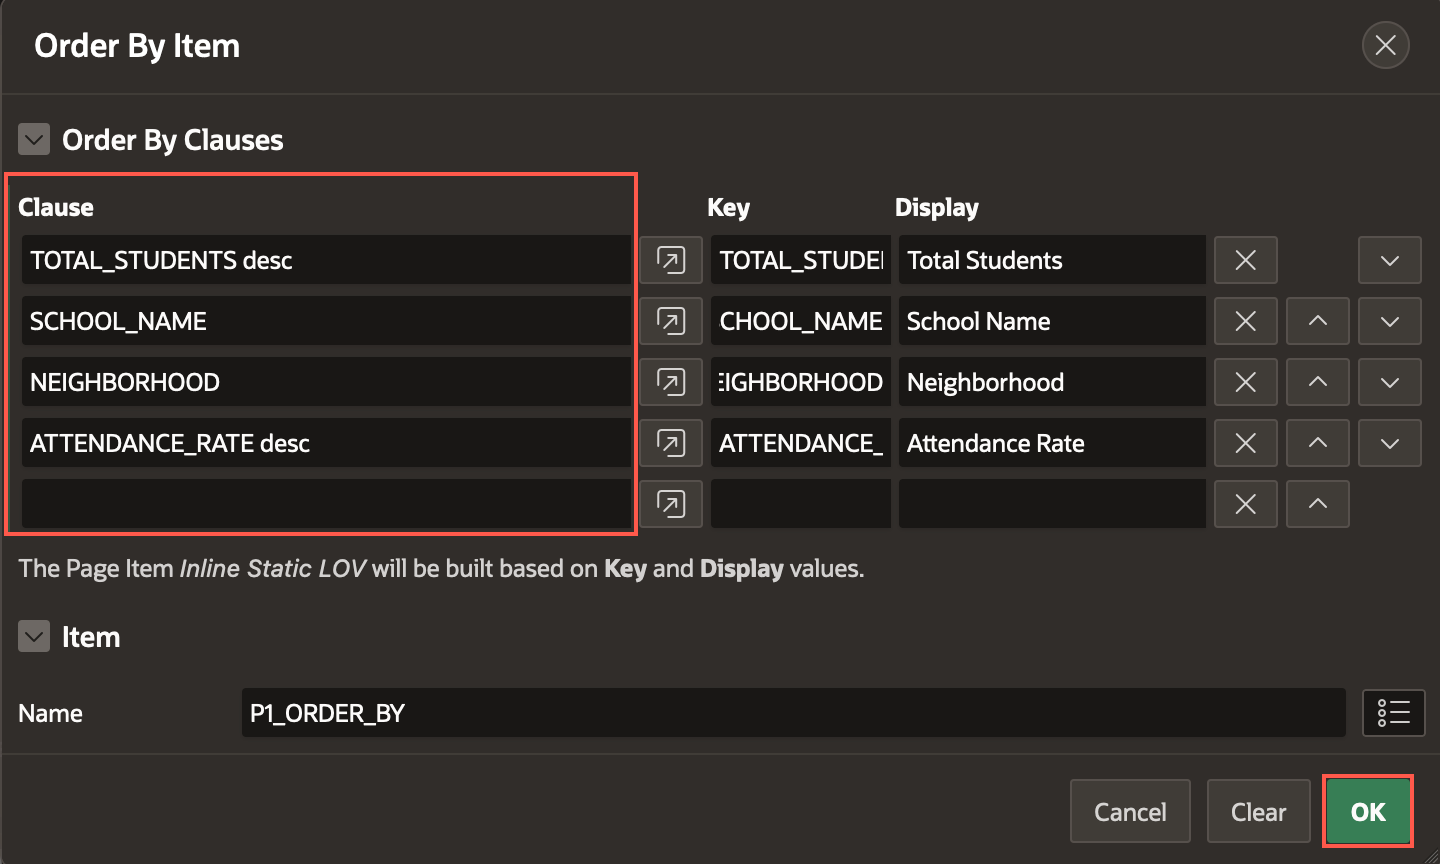 Order By Item
Order By Clauses
Clause Key Display
TOTAL_STUDENTS desc TOTAL_STUDE Total Students
SCHOOL_NAME CHOOL_NAME School Name
NEIGHBORHOOD EIGHBORHOOD Neighborhood
ATTENDANCE_RATE desc ATTENDANCE_ Attendance Rate
The Page Item Inline Static LOV will be built based on Key and Display values.
Item
Name P1_ORDER_BY
Cancel Clear OK